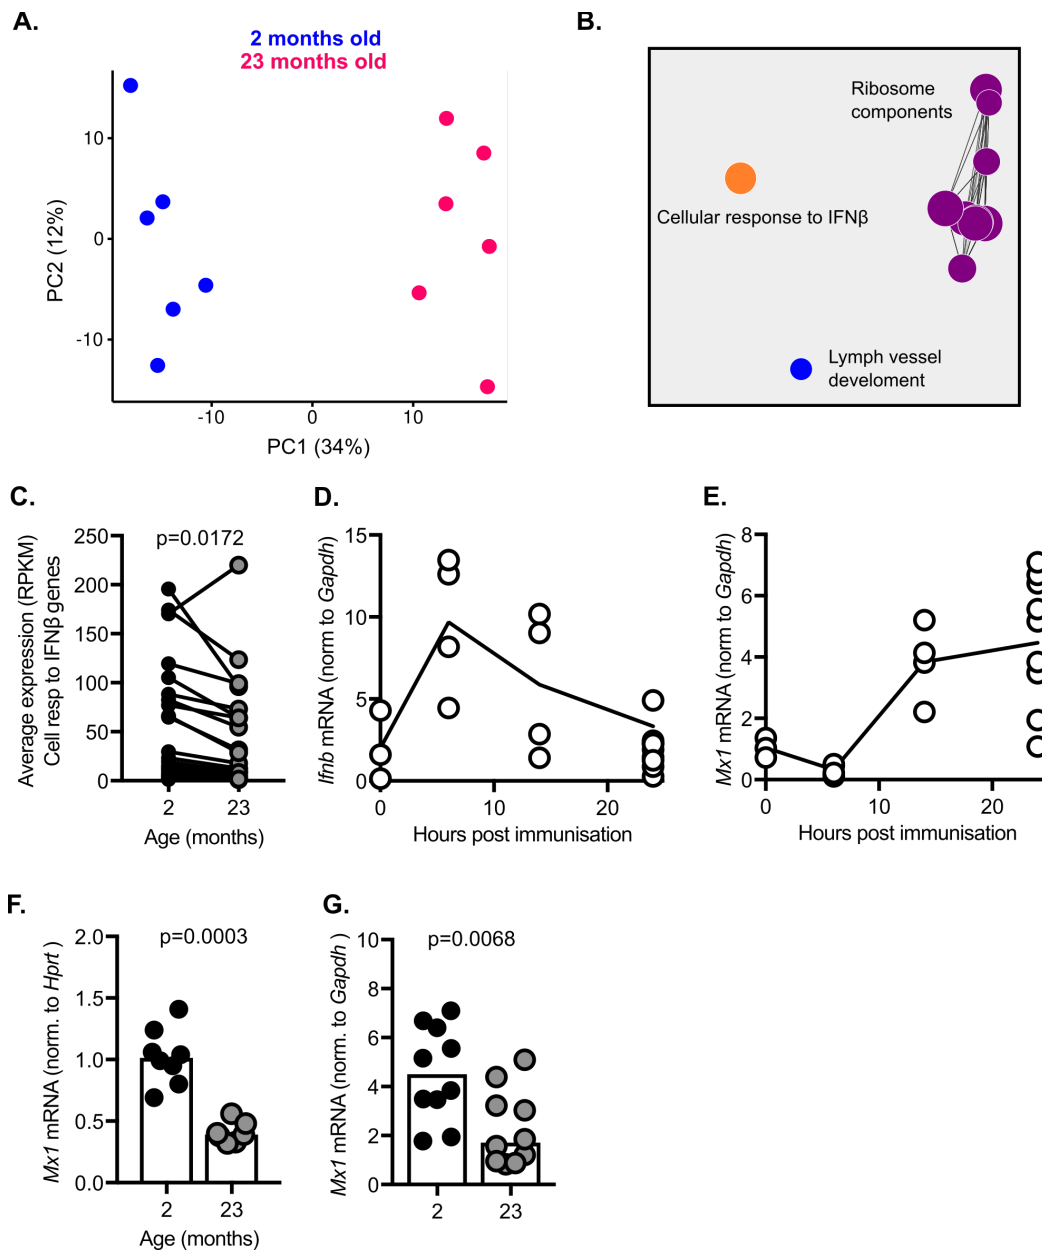 A.
2 months old
23 months old
PC2 (12%)
10
0
-10
-10
0
10
PC1 (34%)
B.
Ribosome
components
Cellular response to IFNβ
Lymph vessel
develoment
C.
p=0.0172
Average expression (RPKM)
Cell resp to IFNβ genes
250
200
150
100
50
0
2
23
Age (months)
D.
Ifnb mRNA (norm to Gapdh)
15
10
5
0
0
10
20
Hours post immunisation
E.
Mx1 mRNA (norm to Gapdh)
8
6
4
2
0
0
10
20
Hours post immunisation
F.
p=0.0003
Mx1 mRNA (norm. to Hprt )
2.0
1.5
1.0
0.5
0.0
2
23
Age (months)
G.
p=0.0068
Mx1 mRNA (norm. to Gapdh )
10
8
6
4
2
0
2
23